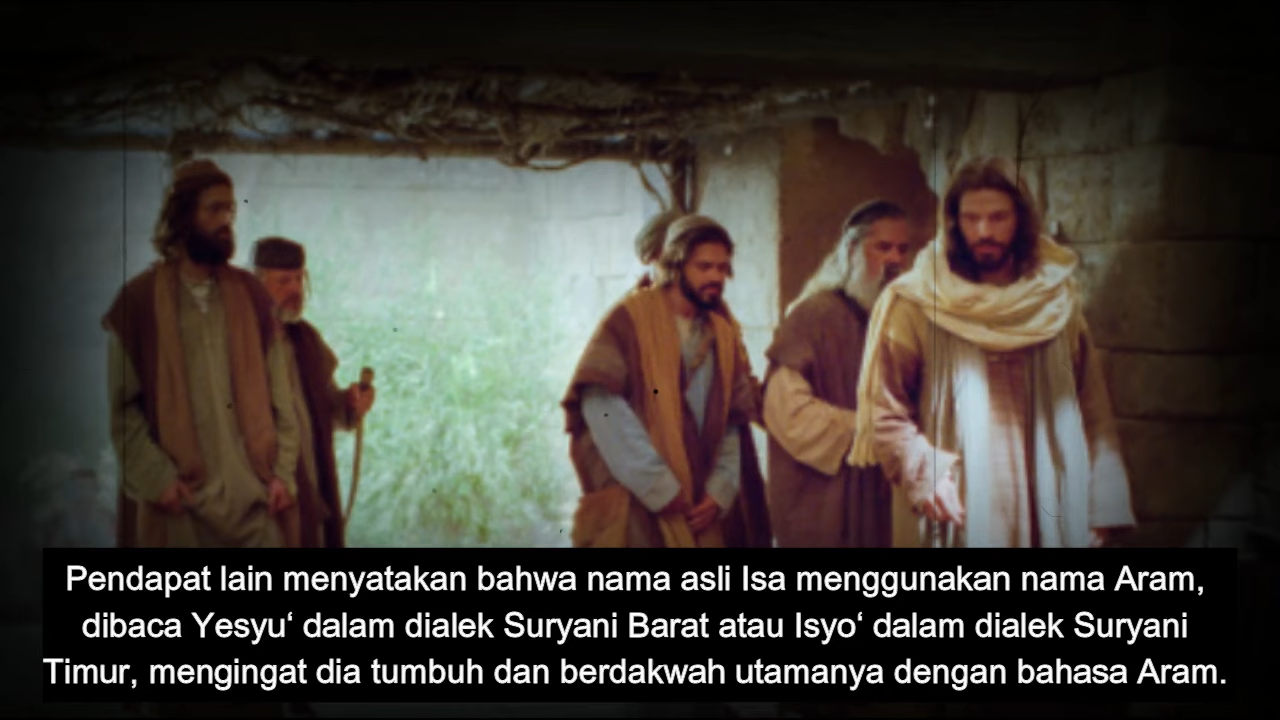 Pendapat lain menyatakan bahwa nama asli Isa menggunakan nama Aram,
dibaca Yesyu‘ dalam dialek Suryani Barat atau Isyo‘ dalam dialek Suryani
Timur, mengingat dia tumbuh dan berdakwah utamanya dengan bahasa Aram.